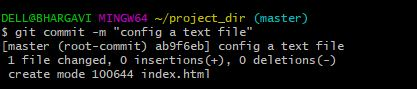 DELL@BHARGAVI MINGW64 ~/project_dir (master)
$ git commit -m "config a text file"
[master (root-commit) ab9f6eb] config a text file
 1 file changed, 0 insertions(+), 0 deletions(-)
 create mode 100644 index.html